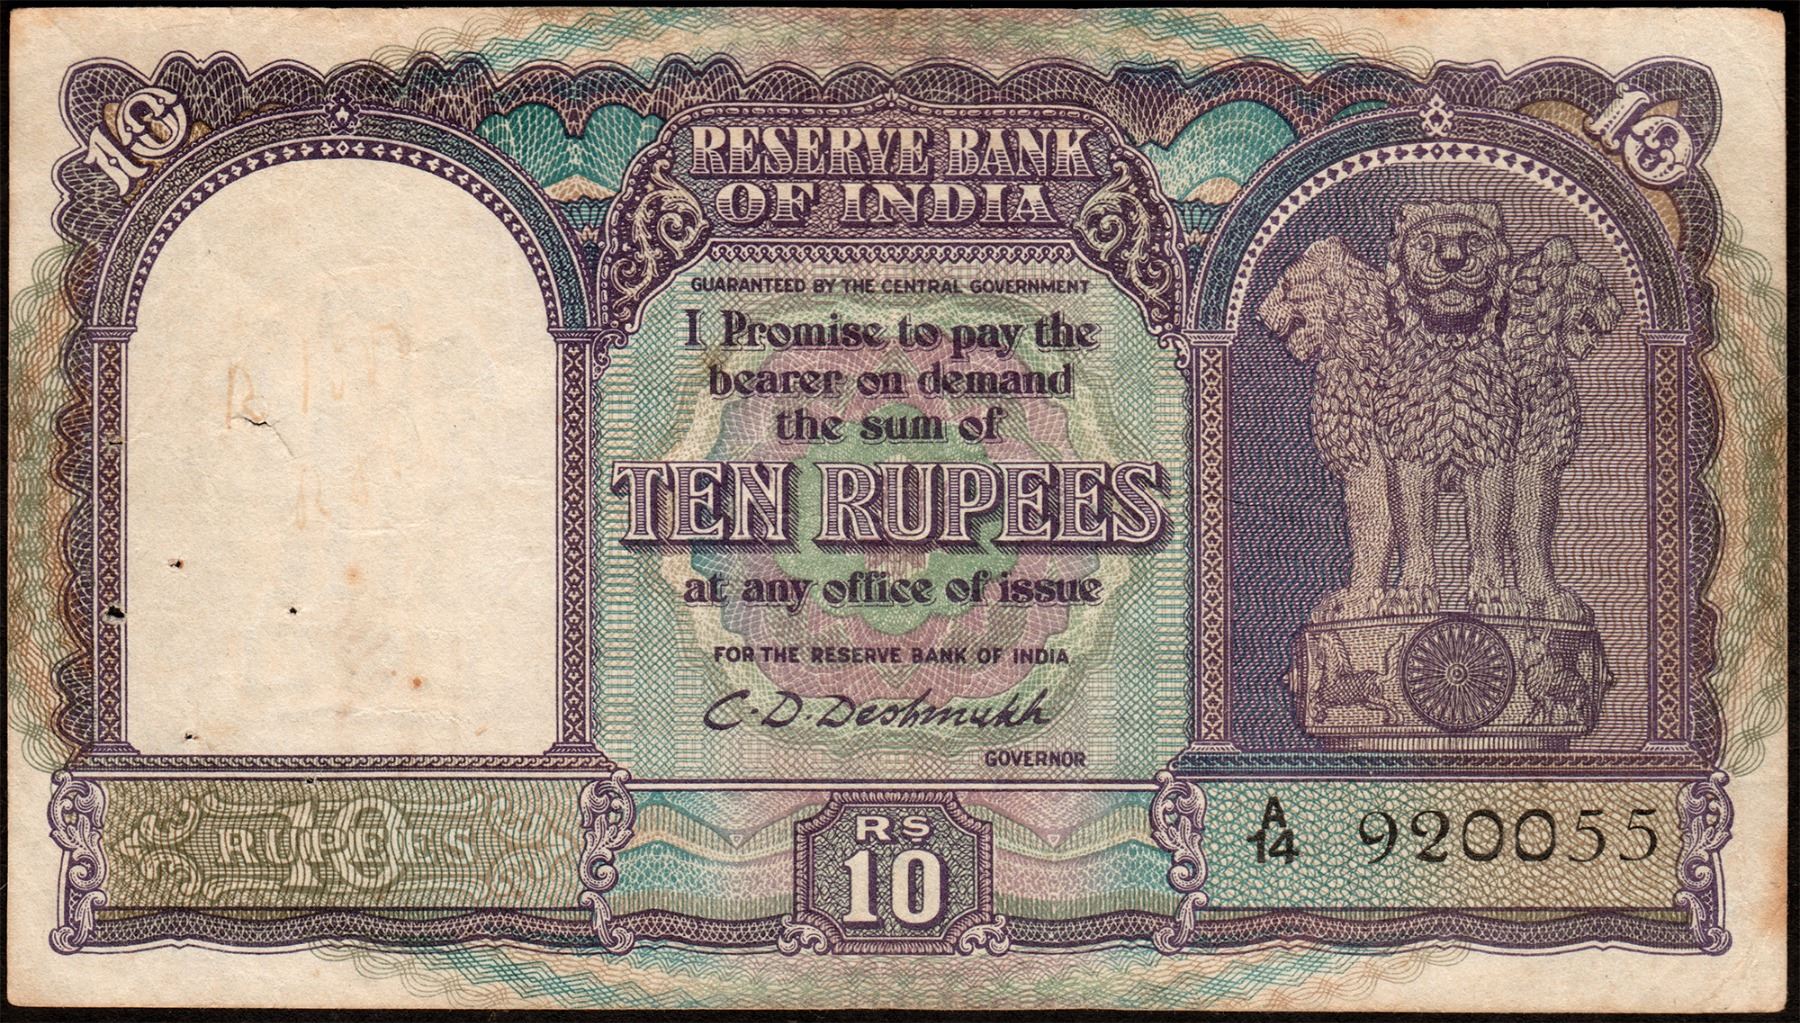 10
10
RESERVE BANK
OF INDIA
GUARANTEED BY THE CENTRAL GOVERNMENT
I Promise to pay the
bearer on demand
the sum of
TEN RUPEES
at any office of issue
FOR THE RESERVE BANK OF INDIA
C. D. Deshmukh
GOVERNOR
10
RUPEES
RS
10
A/14 920055